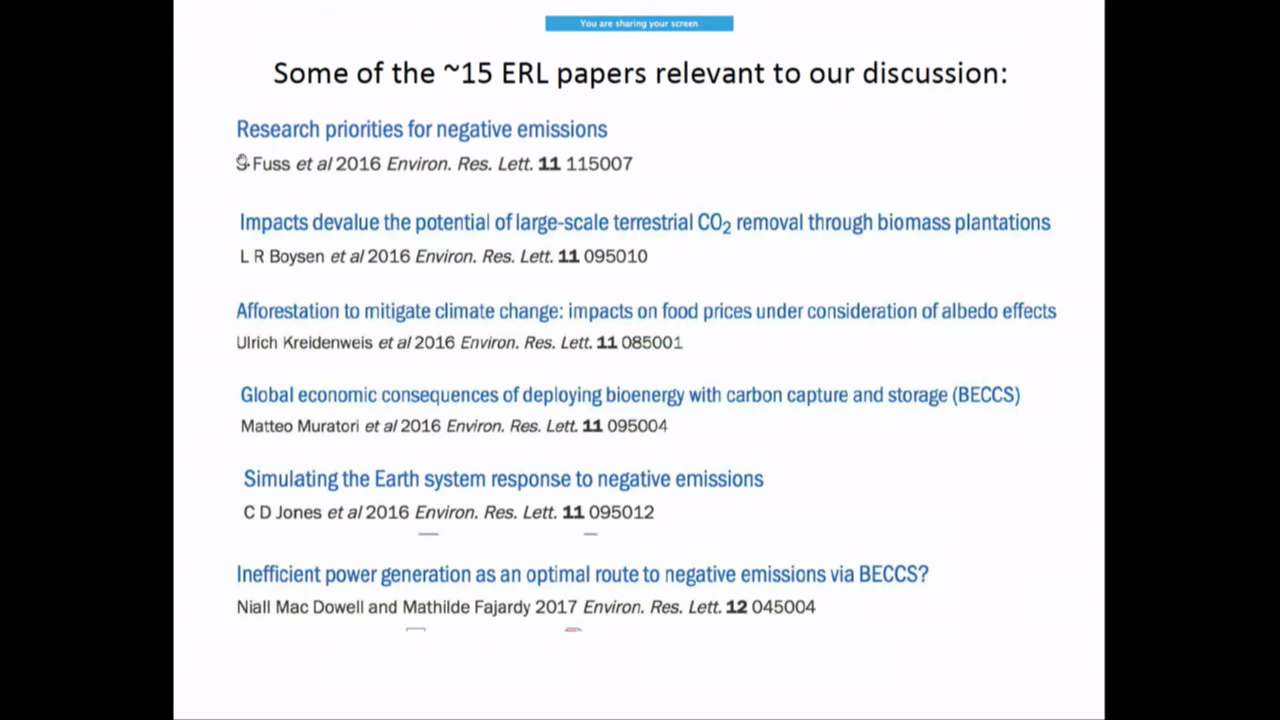 You are sharing your screen
Some of the ~15 ERL papers relevant to our discussion:
Research priorities for negative emissions
S Fuss et al 2016 Environ. Res. Lett. 11 115007
Impacts devalue the potential of large-scale terrestrial CO₂ removal through biomass plantations
L R Boysen et al 2016 Environ. Res. Lett. 11 095010
Afforestation to mitigate climate change: impacts on food prices under consideration of albedo effects
Ulrich Kreidenweis et al 2016 Environ. Res. Lett. 11 085001
Global economic consequences of deploying bioenergy with carbon capture and storage (BECCS)
Matteo Muratori et al 2016 Environ. Res. Lett. 11 095004
Simulating the Earth system response to negative emissions
C D Jones et al 2016 Environ. Res. Lett. 11 095012
Inefficient power generation as an optimal route to negative emissions via BECCS?
Niall Mac Dowell and Mathilde Fajardy 2017 Environ. Res. Lett. 12 045004